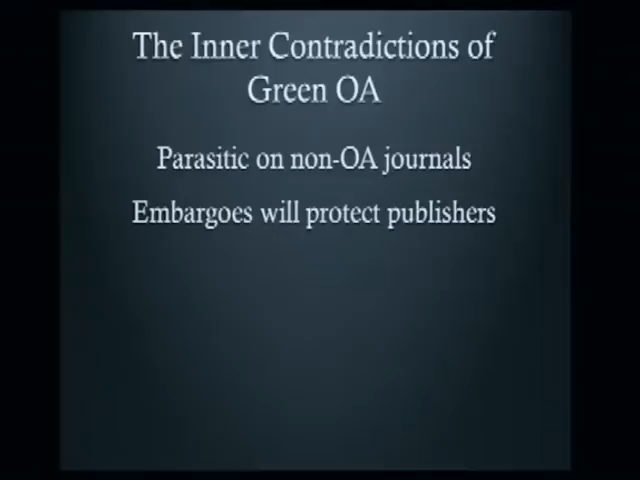 The Inner Contradictions of
Green OA
Parasitic on non-OA journals
Embargoes will protect publishers